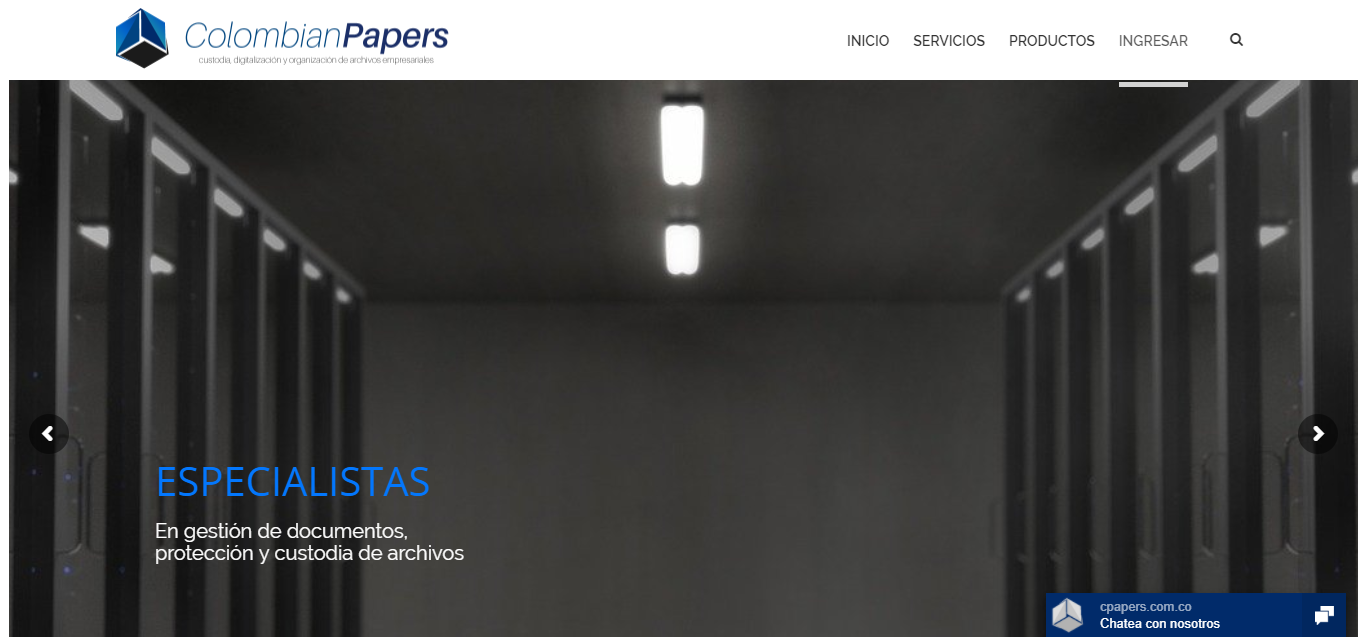 ColombianPapers
custodia, digitalización y organización de archivos empresariales
INICIO SERVICIOS PRODUCTOS INGRESAR
ESPECIALISTAS
En gestión de documentos,
protección y custodia de archivos
cpapers.com.co
Chatea con nosotros